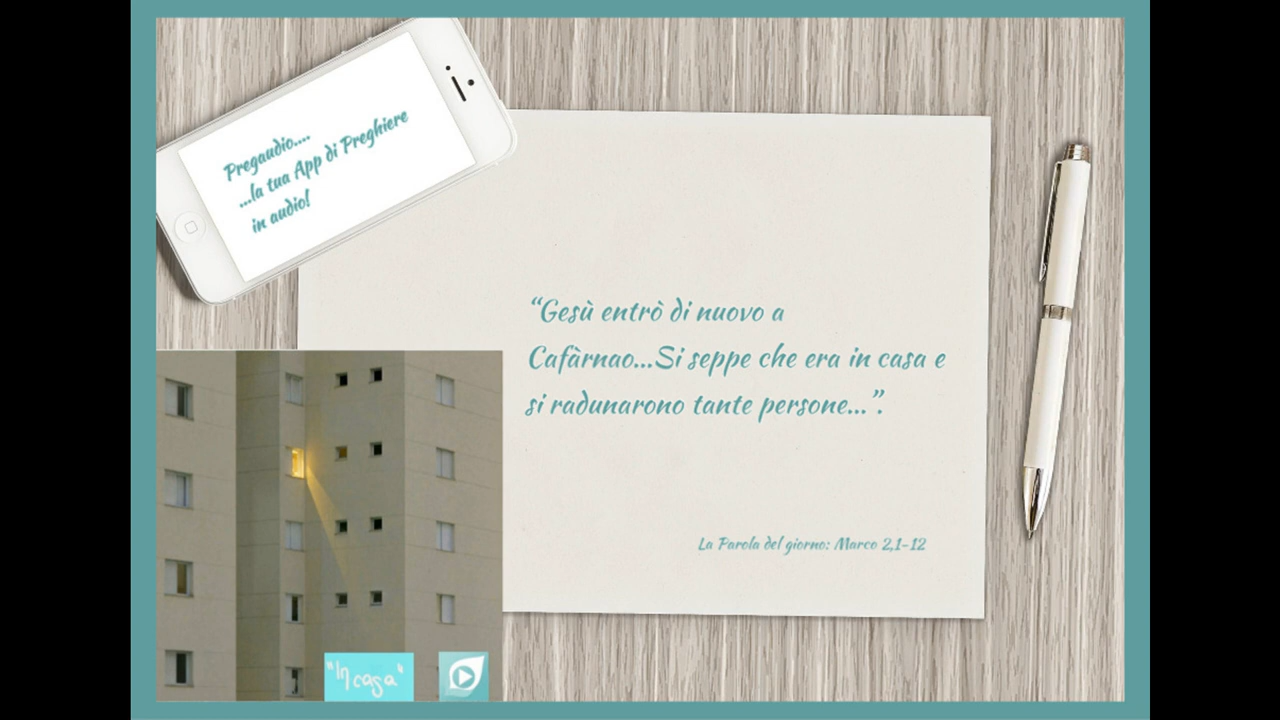 Pregaudio....
...la tua App di Preghiere
in audio!
“Gesù entrò di nuovo a
Cafàrnao...Si seppe che era in casa e
si radunarono tante persone...”.
La Parola del giorno: Marco 2,1-12
"In casa"